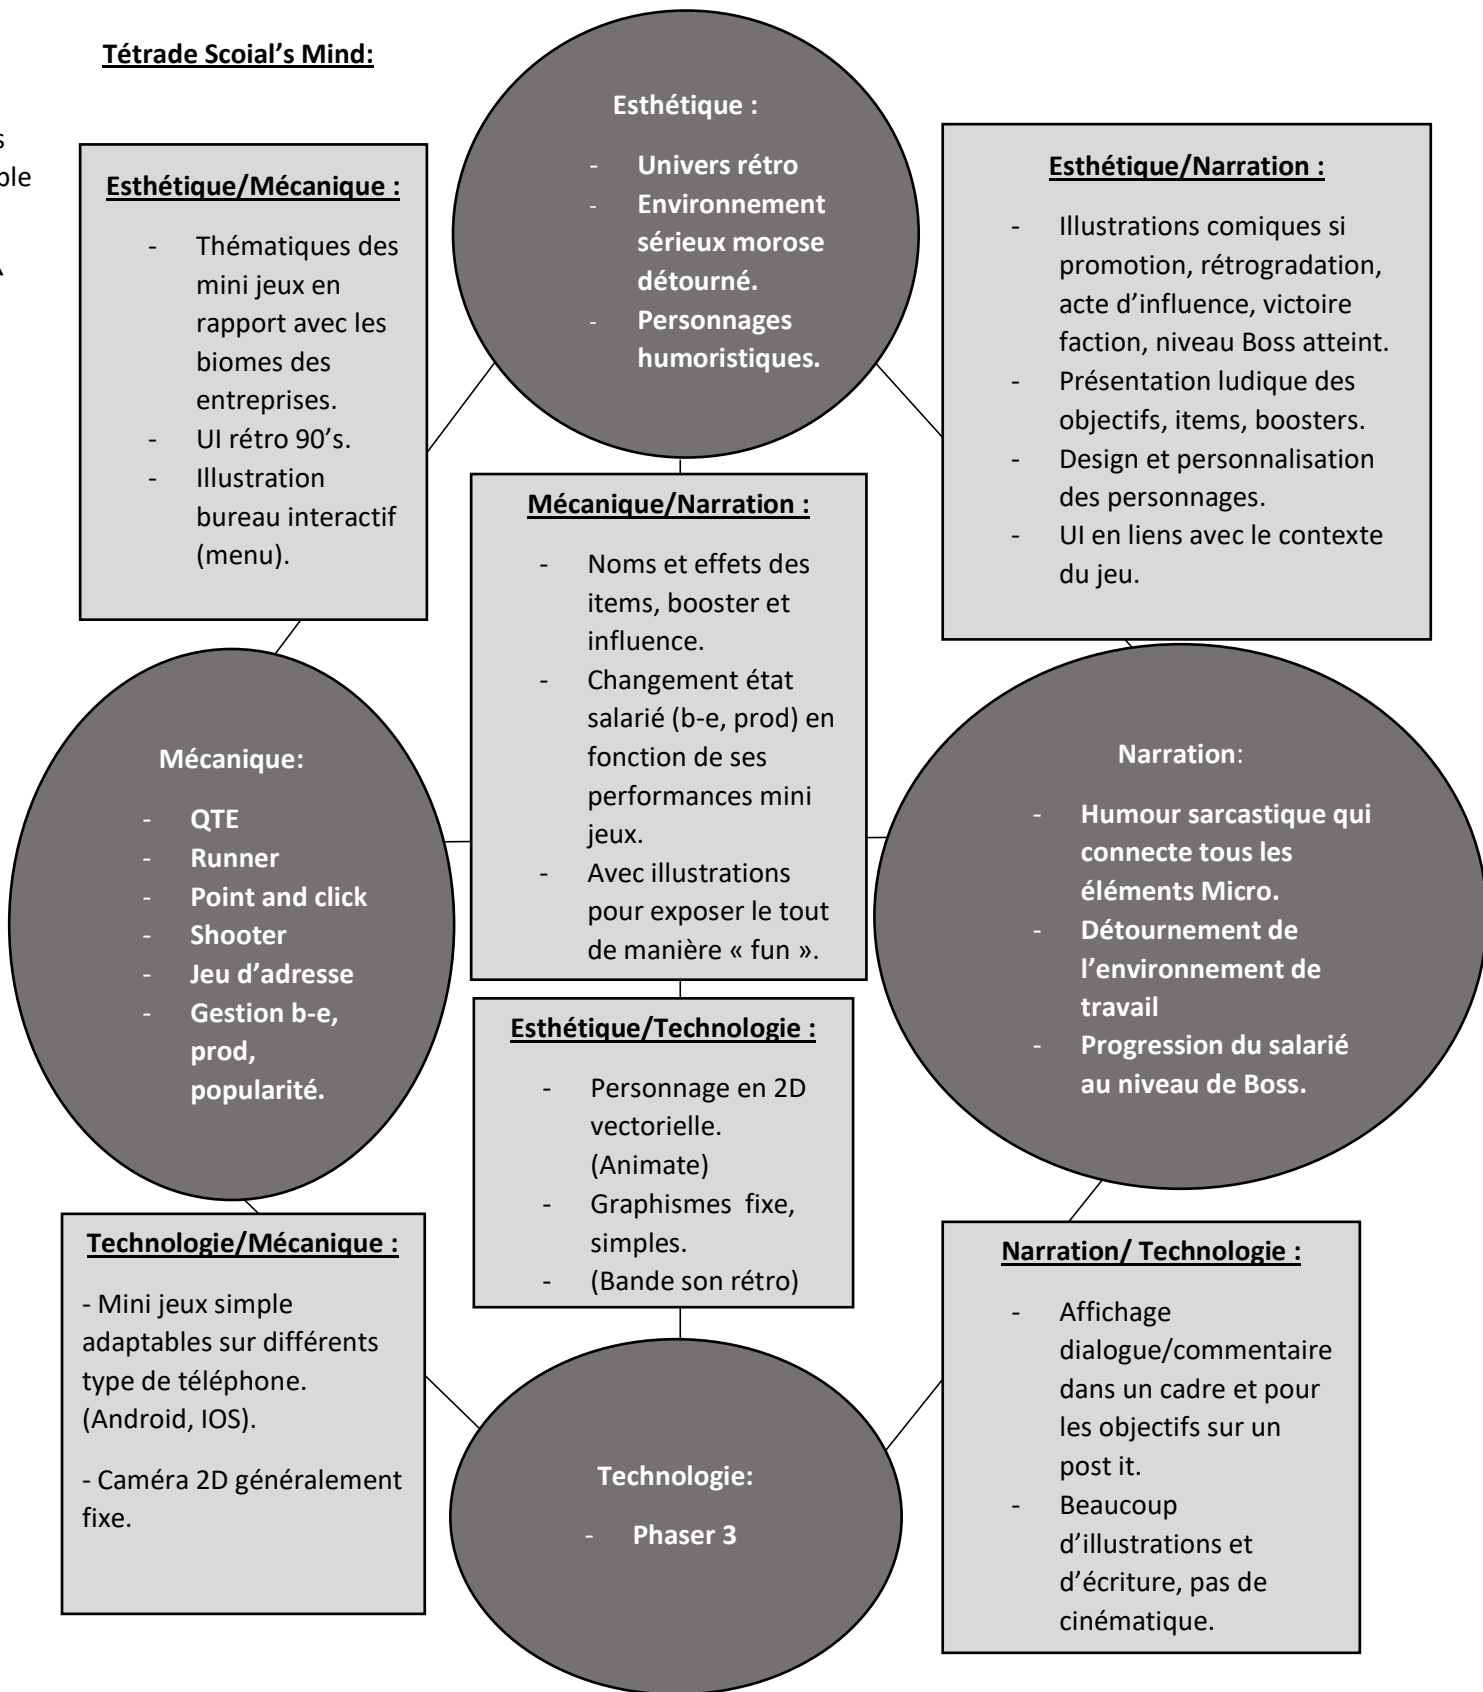 Tétrade Scoial's Mind:
s
ple
Esthétique :
- Univers rétro
- Environnement
sérieux morose
détourné.
- Personnages
humoristiques.
Esthétique/Mécanique :
- Thématiques des
mini jeux en
rapport avec les
biomes des
entreprises.
- UI rétro 90's.
- Illustration
bureau interactif
(menu).
Esthétique/Narration :
- Illustrations comiques si
promotion, rétrogradation,
acte d'influence, victoire
faction, niveau Boss atteint.
- Présentation ludique des
objectifs, items, boosters.
- Design et personnalisation
des personnages.
- UI en liens avec le contexte
du jeu.
Mécanique/Narration :
- Noms et effets des
items, booster et
influence.
- Changement état
salarié (b-e, prod) en
fonction de ses
performances mini
jeux.
- Avec illustrations
pour exposer le tout
de manière « fun ».
Mécanique:
- QTE
- Runner
- Point and click
- Shooter
- Jeu d'adresse
- Gestion b-e,
prod,
popularité.
Narration:
- Humour sarcastique qui
connecte tous les
éléments Micro.
- Détournement de
l'environnement de
travail
- Progression du salarié
au niveau de Boss.
Esthétique/Technologie :
- Personnage en 2D
vectorielle.
(Animate)
- Graphismes fixe,
simples.
- (Bande son rétro)
Technologie/Mécanique :
- Mini jeux simple
adaptables sur différents
type de téléphone.
(Android, IOS).
- Caméra 2D généralement
fixe.
Narration/ Technologie :
- Affichage
dialogue/commentaire
dans un cadre et pour
les objectifs sur un
post it.
- Beaucoup
d'illustrations et
d'écriture, pas de
cinématique.
Technologie:
- Phaser 3